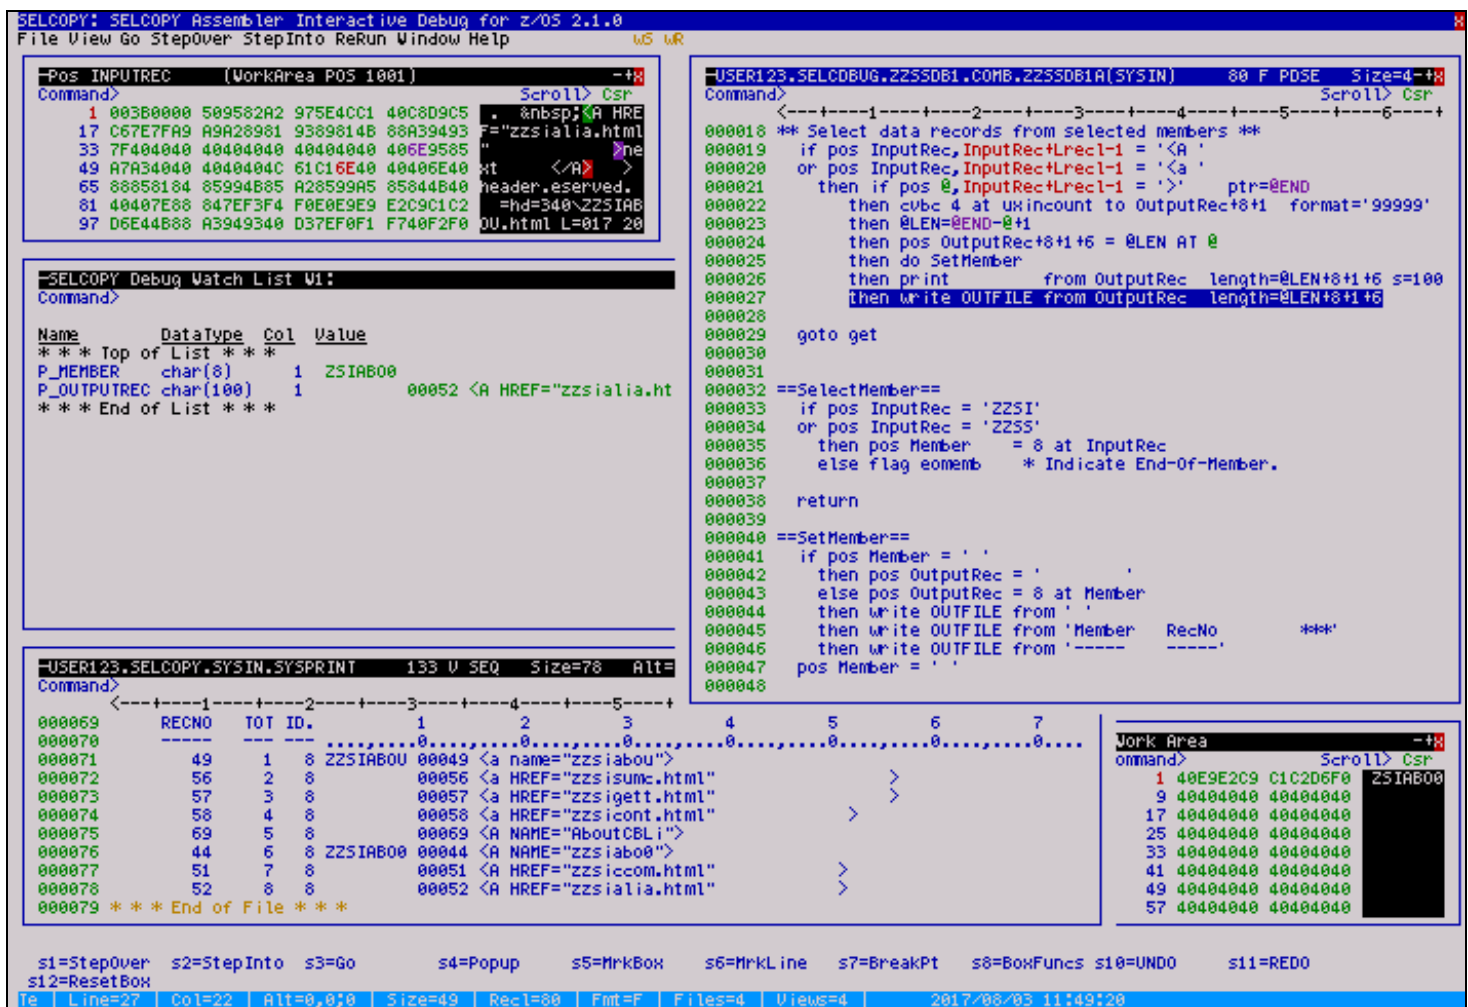 SELCOPY: SELCOPY Assembler Interactive Debug for z/OS 2.1.0
File View Go StepOver StepInto ReRun Window Help wS wR
Pos INPUTREC (WorkArea POS 1001) -+x
Command> Scroll> Csr
1 003B0000 509582A2 975E4CC1 40C8D9C5 . &nbsp;<A HRE
17 C67E7FA9 A9A28981 9389814B 88A39493 F="zzsialia.html
33 7F404040 40404040 40404040 406E9585 " >ne
49 A7A34040 4040404C 61C16E40 40406E40 xt </A> >
65 88858184 85994B85 A28599A5 85844B40 header.eserved.
81 40407E88 847EF3F4 F0E0E9E9 E2C9C1C2 =hd=340\ZZSIAB
97 D6E44B88 A3949340 D37EF0F1 F740F2F0 OU.html L=017 20
SELCOPY Debug Watch List W1:
Command>
Name DataType Col Value
* * * Top of List * * *
P_MEMBER char(8) 1 ZSIABO0
P_OUTPUTREC char(100) 1 00052 <A HREF="zzsialia.ht
* * * End of List * * *
USER123.SELCDBUG.ZZSSDB1.COMB.ZZSSDB1A(SYSIN) 80 F PDSE Size=4-+x
Command> Scroll> Csr
<---+----1----+----2----+----3----+----4----+----5----+----6----+
000018 ** Select data records from selected members **
000019 if pos InputRec,InputRec+Lrecl-1 = '<A '
000020 or pos InputRec,InputRec+Lrecl-1 = '<a '
000021 then if pos @,InputRec+Lrecl-1 = '>' ptr=@END
000022 then cvbc 4 at uxincount to OutputRec+8+1 format='99999'
000023 then @LEN=@END-@+1
000024 then pos OutputRec+8+1+6 = @LEN AT @
000025 then do SetMember
000026 then print from OutputRec length=@LEN+8+1+6 s=100
000027 then write OUTFILE from OutputRec length=@LEN+8+1+6
000028
000029 goto get
000030
000031
000032 ==SelectMember==
000033 if pos InputRec = 'ZZSI'
000034 or pos InputRec = 'ZZSS'
000035 then pos Member = 8 at InputRec
000036 else flag eomemb * Indicate End-Of-Member.
000037
000038 return
000039
000040 ==SetMember==
000041 if pos Member = ' '
000042 then pos OutputRec = ' '
000043 else pos OutputRec = 8 at Member
000044 then write OUTFILE from ' '
000045 then write OUTFILE from 'Member RecNo ***'
000046 then write OUTFILE from '----- -----'
000047 pos Member = ' '
000048
USER123.SELCOPY.SYSIN.SYSPRINT 133 V SEQ Size=78 Alt=
Command>
<---+----1----+----2----+----3----+----4----+----5----+
000069 RECNO TOT ID. 1 2 3 4 5 6 7
000070 ----- --- --- ....,....0....,....0....,....0....,....0....,....0....,....0....,....0....
000071 49 1 8 ZZSIABOU 00049 <a name="zzsiabou">
000072 56 2 8 00056 <a HREF="zzsisumc.html" >
000073 57 3 8 00057 <a HREF="zzsigett.html" >
000074 58 4 8 00058 <a HREF="zzsicont.html" >
000075 69 5 8 00069 <A NAME="AboutCBLi">
000076 44 6 8 ZZSIABO0 00044 <A NAME="zzsiabo0">
000077 51 7 8 00051 <A HREF="zzsiccom.html" >
000078 52 8 8 00052 <A HREF="zzsialia.html" >
000079 * * * End of File * * *
Work Area -+x
ommand> Scroll> Csr
1 40E9E2C9 C1C2D6F0 ZSIABO0
9 40404040 40404040
17 40404040 40404040
25 40404040 40404040
33 40404040 40404040
41 40404040 40404040
49 40404040 40404040
57 40404040 40404040
s1=StepOver s2=StepInto s3=Go s4=Popup s5=MrkBox s6=MrkLine s7=BreakPt s8=BoxFuncs s10=UNDO s11=REDO
s12=ResetBox
Te | Line=27 | Col=22 | Alt=0,0;0 | Size=49 | Recl=80 | Fmt=F | Files=4 | Views=4 | 2017/08/03 11:49:20